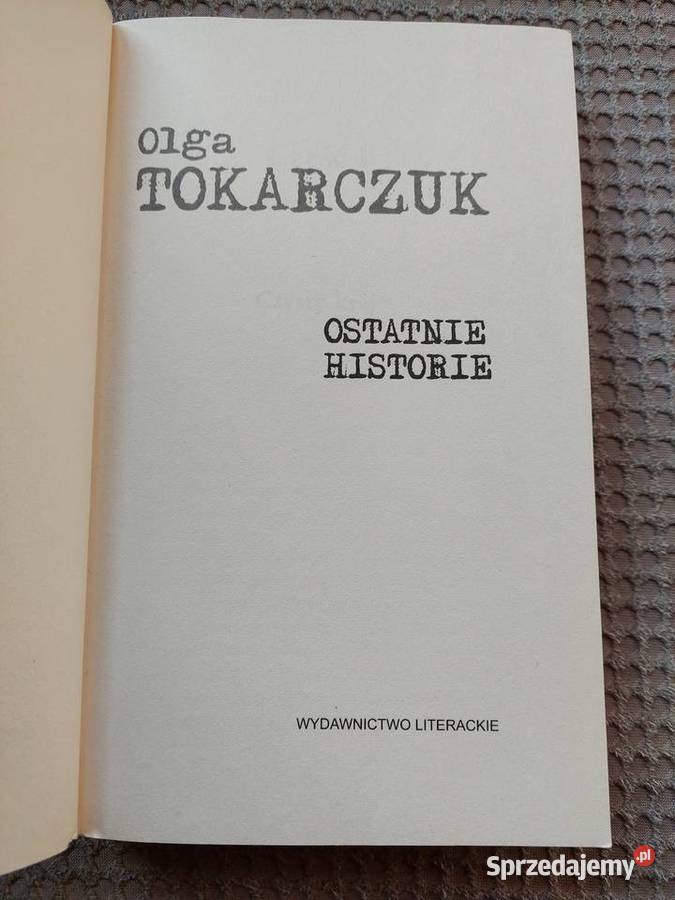 Olga
TOKARCZUK
OSTATNIE
HISTORIE
WYDAWNICTWO LITERACKIE
Sprzedajemy.pl